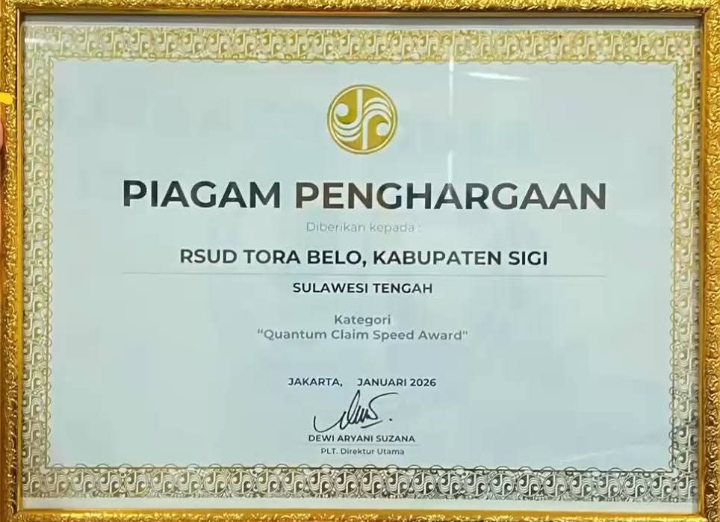 PIAGAM PENGHARGAAN
Diberikan kepada :
RSUD TORA BELO, KABUPATEN SIGI
SULAWESI TENGAH
Kategori
"Quantum Claim Speed Award"
JAKARTA, JANUARI 2026
DEWI ARYANI SUZANA
PLT. Direktur Utama